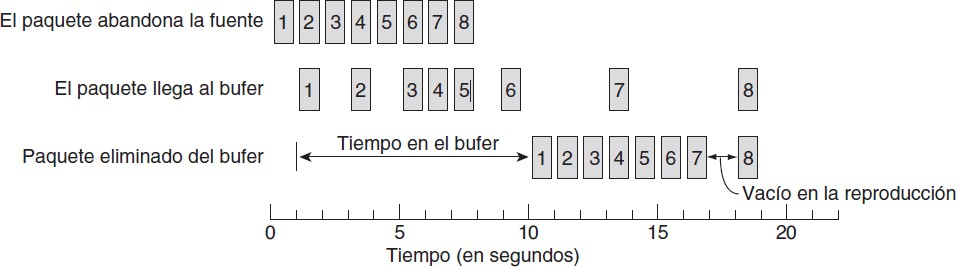 El paquete abandona la fuente 1 2 3 4 5 6 7 8
El paquete llega al bufer 1 2 3 4 5 6 7 8
Tiempo en el bufer
Paquete eliminado del bufer 1 2 3 4 5 6 7 8
Vacío en la reproducción
0 5 10 15 20
Tiempo (en segundos)